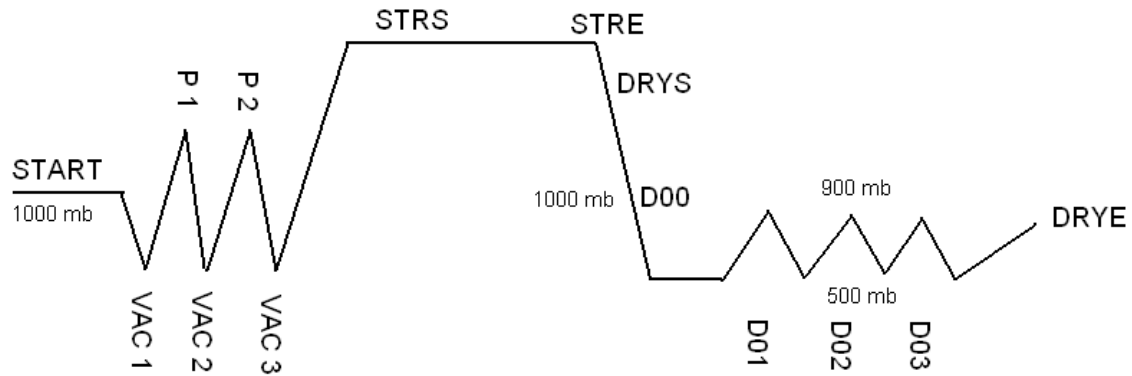 STRS
STRE
P 1
P 2
DRYS
START
1000 mb
VAC 1
VAC 2
VAC 3
1000 mb
D00
900 mb
DRYE
500 mb
D01
D02
D03